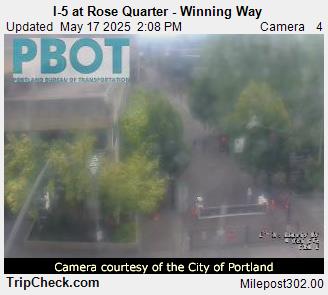 I-5 at Rose Quarter - Winning Way
Updated May 17 2025 2:08 PM Camera 4
PBOT
PORTLAND BUREAU OF TRANSPORTATION
Camera courtesy of the City of Portland
TripCheck.com Milepost302.00